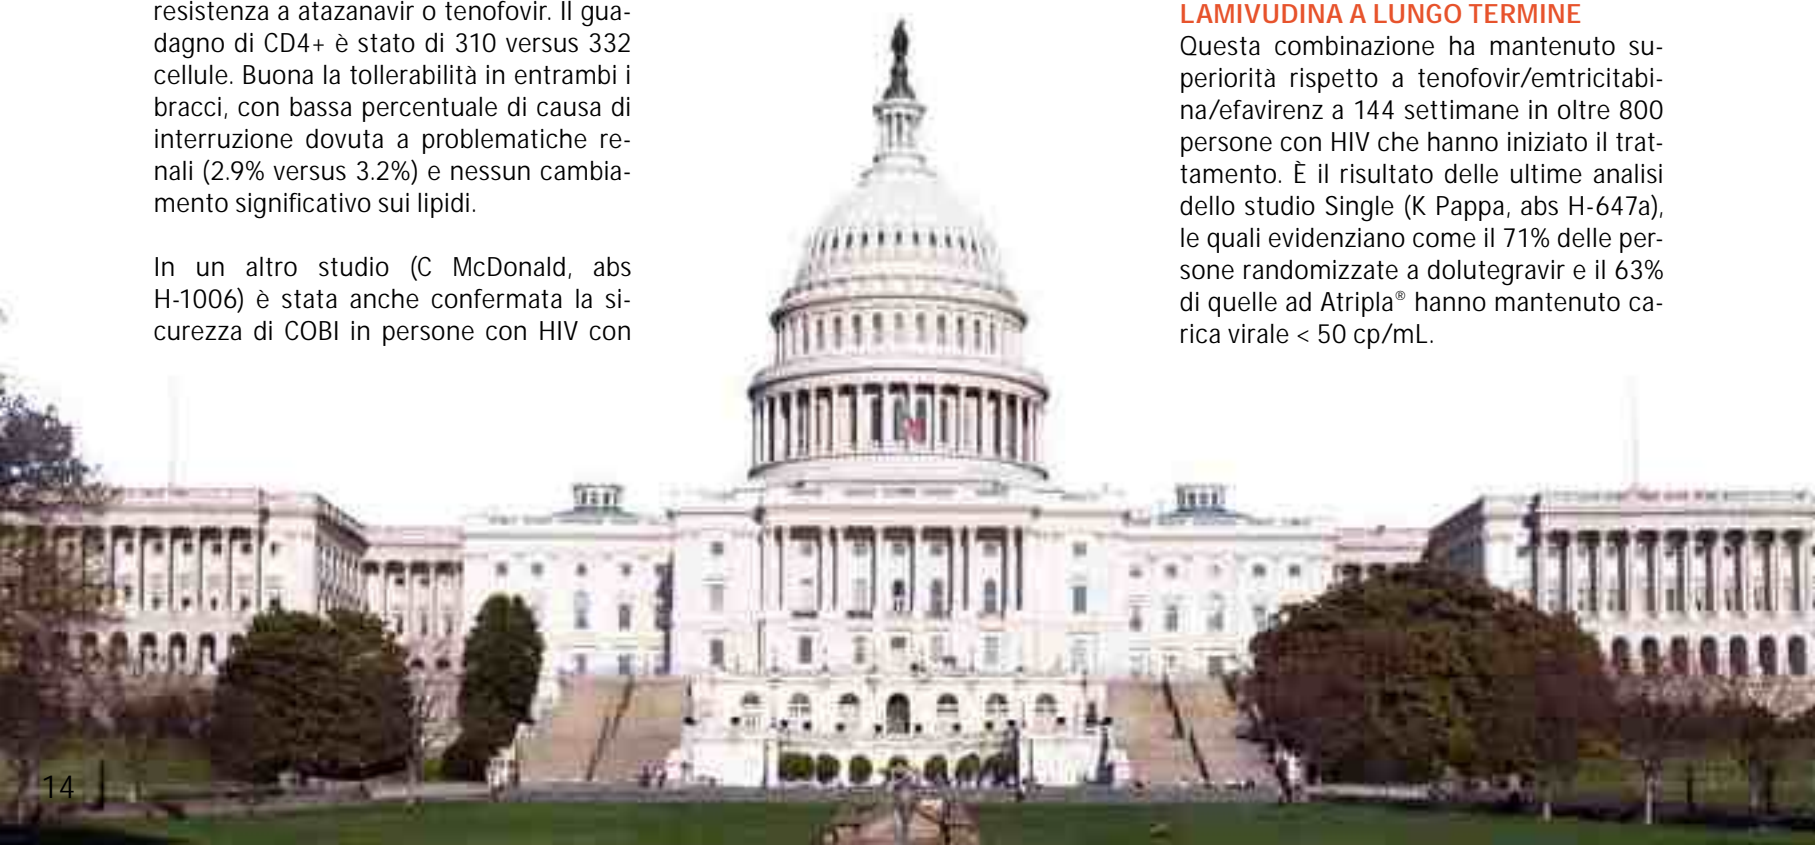 resistenza a atazanavir o tenofovir. Il gua-
dagno di CD4+ è stato di 310 versus 332
cellule. Buona la tollerabilità in entrambi i
bracci, con bassa percentuale di causa di
interruzione dovuta a problematiche re-
nali (2.9% versus 3.2%) e nessun cambia-
mento significativo sui lipidi.
In un altro studio (C McDonald, abs
H-1006) è stata anche confermata la si-
curezza di COBI in persone con HIV con
LAMIVUDINA A LUNGO TERMINE
Questa combinazione ha mantenuto su-
periorità rispetto a tenofovir/emtricitabi-
na/efavirenz a 144 settimane in oltre 800
persone con HIV che hanno iniziato il trat-
tamento. È il risultato delle ultime analisi
dello studio Single (K Pappa, abs H-647a),
le quali evidenziano come il 71% delle per-
sone randomizzate a dolutegravir e il 63%
di quelle ad Atripla® hanno mantenuto ca-
rica virale < 50 cp/mL.
14